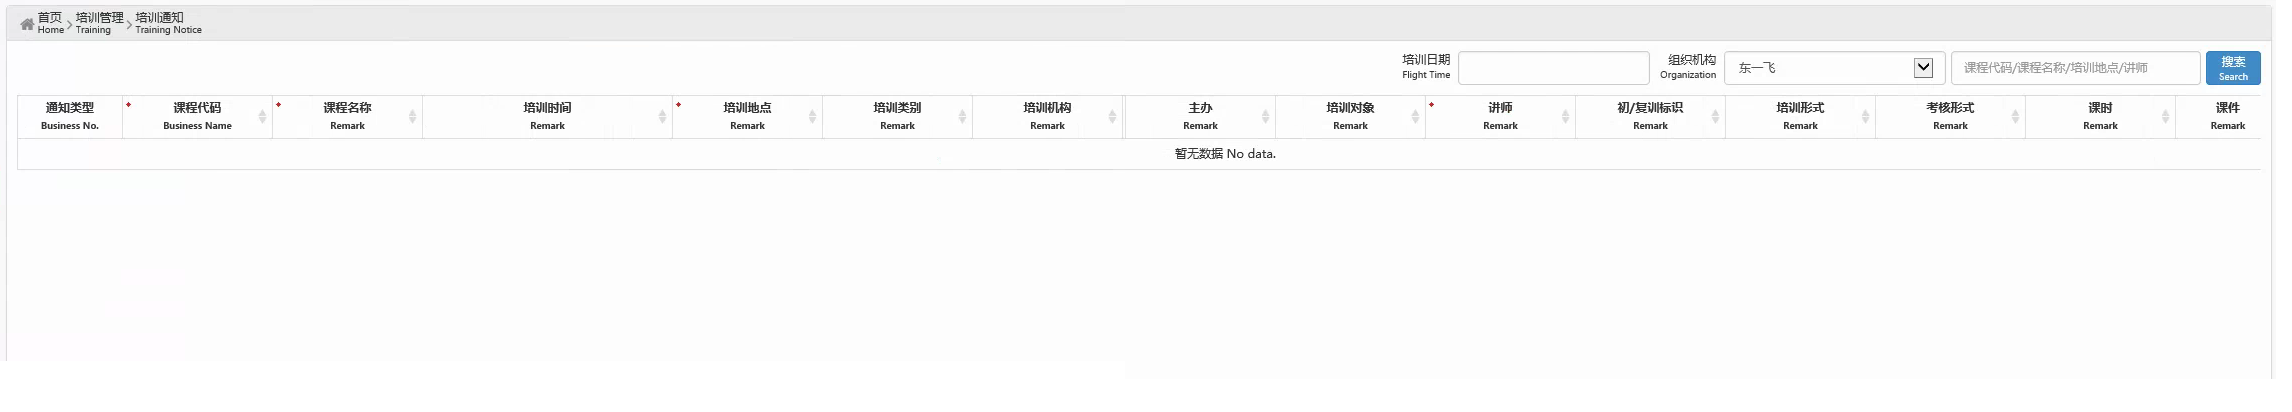 首页 培训管理 培训通知
Home Training Training Notice
培训日期 组织机构 东一飞 课程代码/课程名称/培训地点/讲师 搜索
Flight Time Organization Search
通知类型 课程代码 课程名称 培训时间 培训地点 培训类别 培训机构 主办 培训对象 讲师 初/复训标识 培训形式 考核形式 课时 课件
Business No. Business Name Remark Remark Remark Remark Remark Remark Remark Remark Remark Remark Remark Remark Remark
暂无数据 No data.